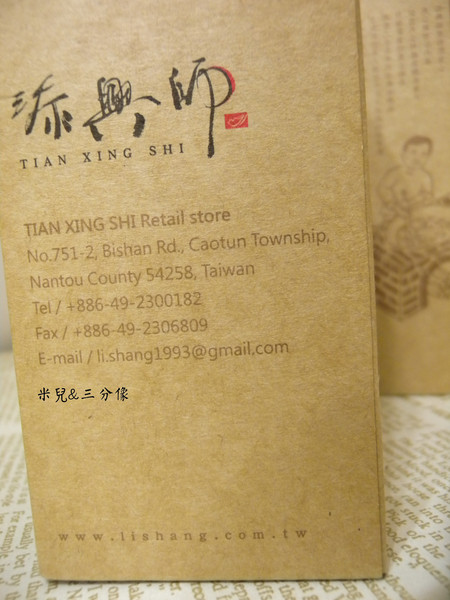 添興師
TIAN XING SHI
TIAN XING SHI Retail store
No.751-2, Bishan Rd., Caotun Township,
Nantou County 54258, Taiwan
Tel / +886-49-2300182
Fax / +886-49-2306809
E-mail / li.shang1993@gmail.com
米兒&三分像
www.lishang.com.tw